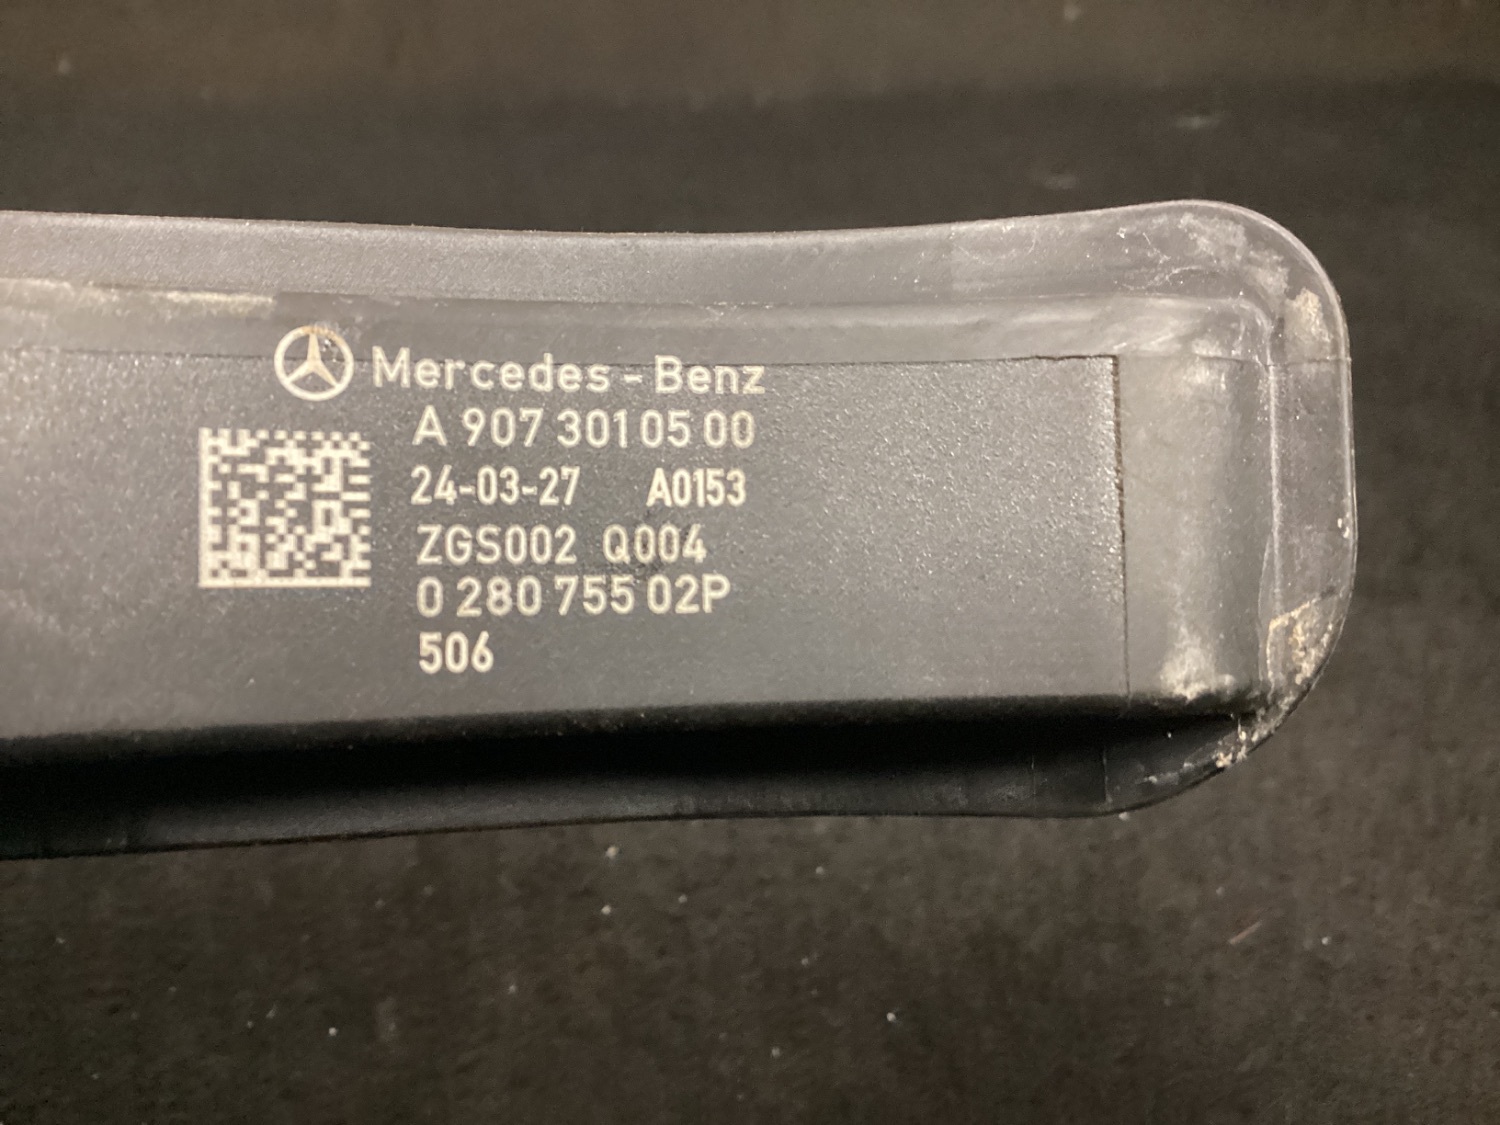 Mercedes-Benz
A 907 301 05 00
24-03-27 A0153
ZGS002 Q004
0 280 755 02P
506